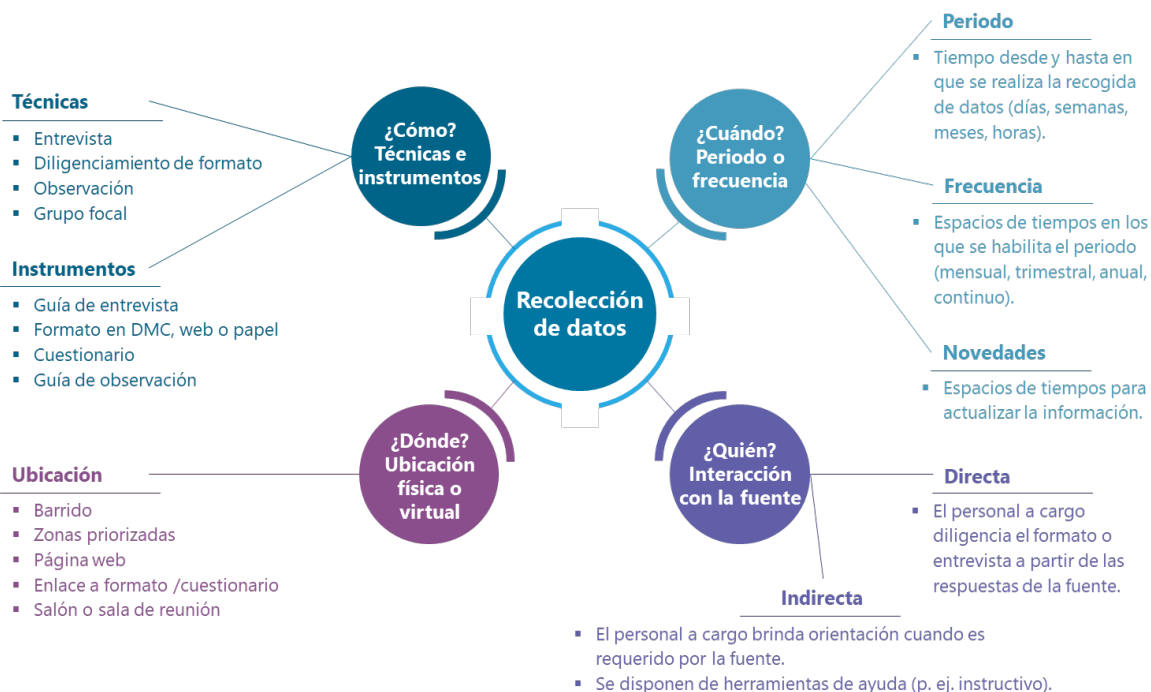 Recolección
de datos
¿Cómo?
Técnicas e
instrumentos
Técnicas
▪ Entrevista
▪ Diligenciamiento de formato
▪ Observación
▪ Grupo focal
Instrumentos
▪ Guía de entrevista
▪ Formato en DMC, web o papel
▪ Cuestionario
▪ Guía de observación
¿Cuándo?
Periodo o
frecuencia
Periodo
▪ Tiempo desde y hasta en
que se realiza la recogida
de datos (días, semanas,
meses, horas).
Frecuencia
▪ Espacios de tiempos en los
que se habilita el periodo
(mensual, trimestral, anual,
continuo).
Novedades
▪ Espacios de tiempos para
actualizar la información.
¿Dónde?
Ubicación
física o
virtual
Ubicación
▪ Barrido
▪ Zonas priorizadas
▪ Página web
▪ Enlace a formato /cuestionario
▪ Salón o sala de reunión
¿Quién?
Interacción
con la fuente
Directa
▪ El personal a cargo
diligencia el formato o
entrevista a partir de las
respuestas de la fuente.
Indirecta
▪ El personal a cargo brinda orientación cuando es
requerido por la fuente.
▪ Se disponen de herramientas de ayuda (p. ej. instructivo).